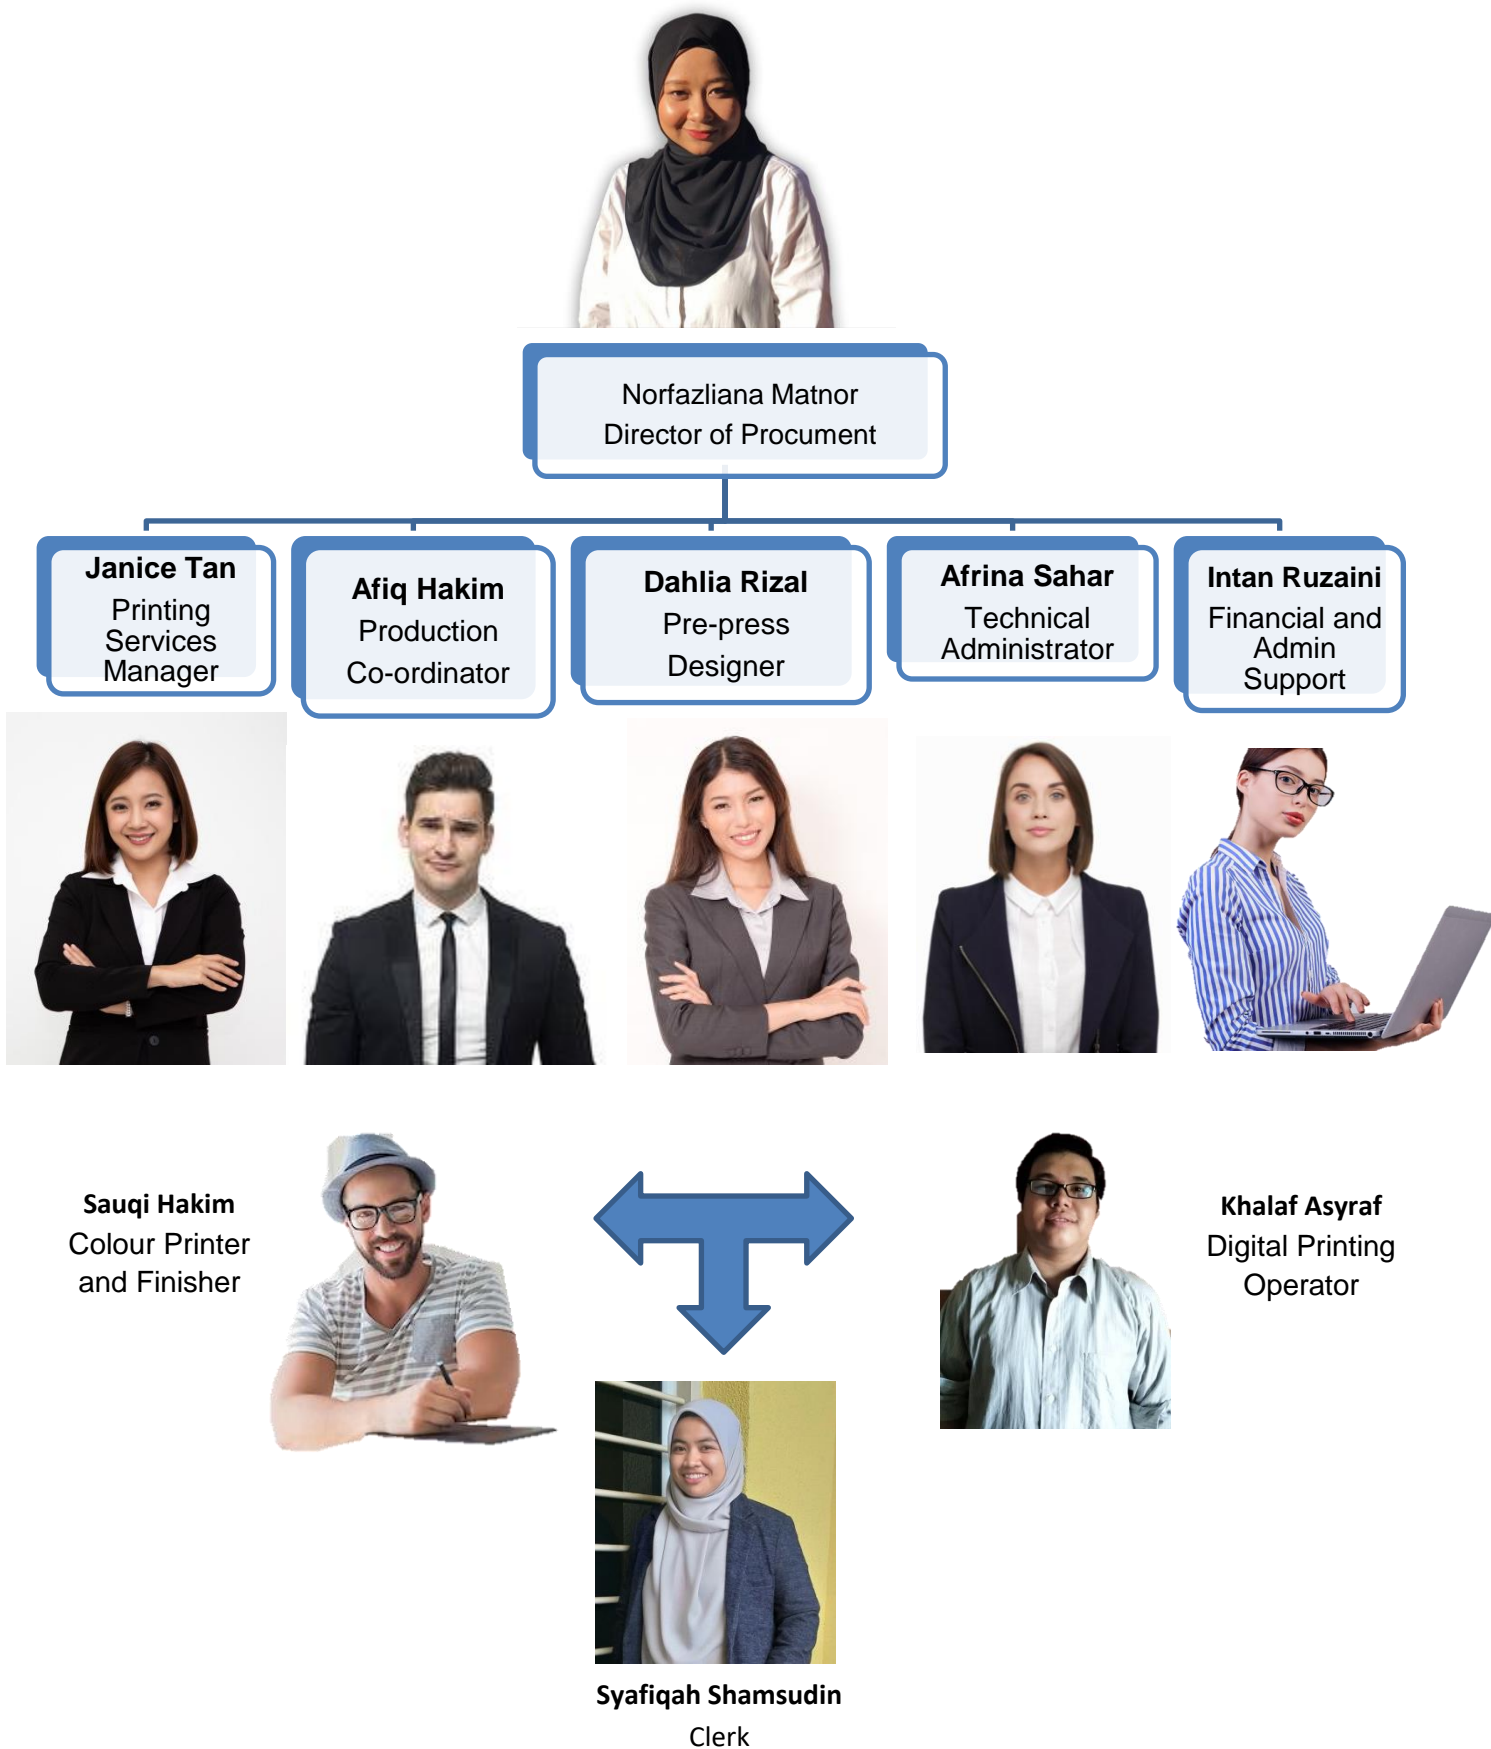 Norfazliana Matnor
Director of Procument
Janice Tan
Printing
Services
Manager
Afiq Hakim
Production
Co-ordinator
Dahlia Rizal
Pre-press
Designer
Afrina Sahar
Technical
Administrator
Intan Ruzaini
Financial and
Admin
Support
Sauqi Hakim
Colour Printer
and Finisher
Khalaf Asyraf
Digital Printing
Operator
Syafiqah Shamsudin
Clerk